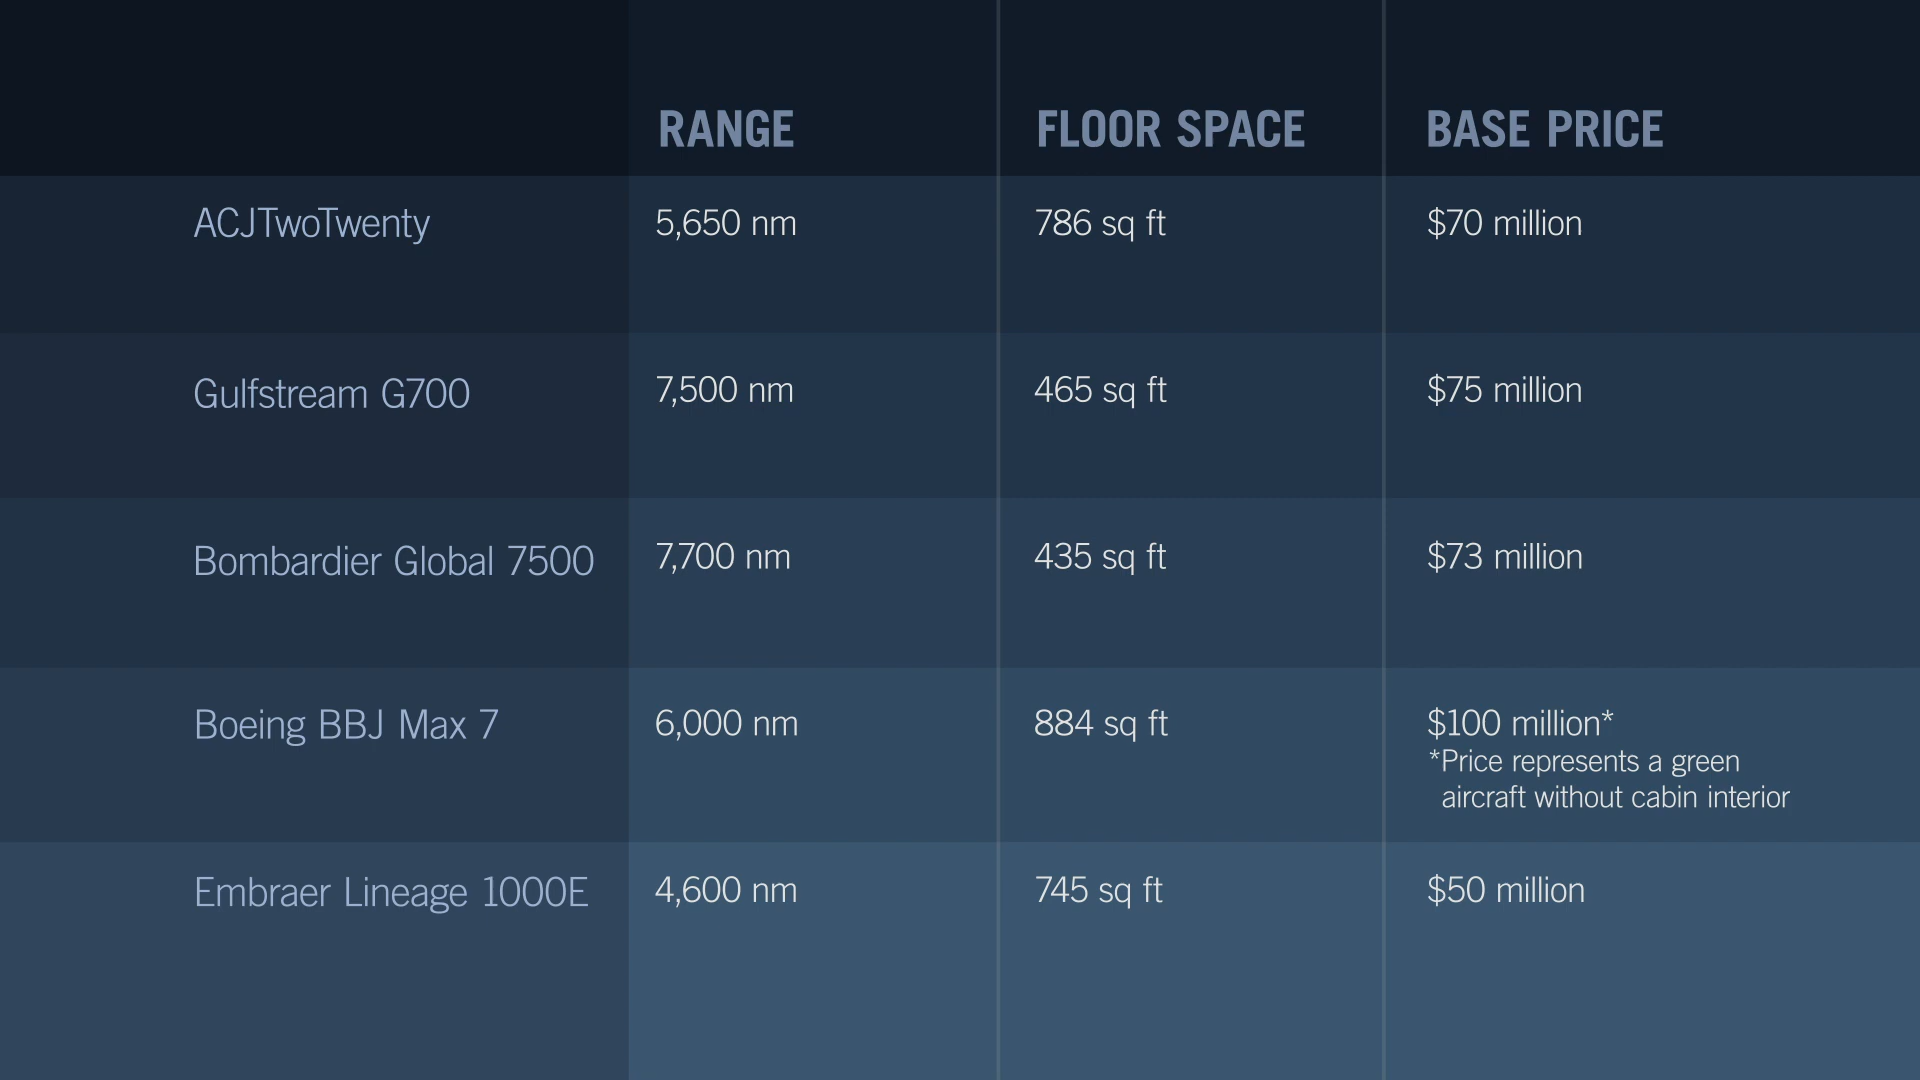 RANGE FLOOR SPACE BASE PRICE
ACJTwoTwenty 5,650 nm 786 sq ft $70 million
Gulfstream G700 7,500 nm 465 sq ft $75 million
Bombardier Global 7500 7,700 nm 435 sq ft $73 million
Boeing BBJ Max 7 6,000 nm 884 sq ft $100 million*
*Price represents a green
aircraft without cabin interior
Embraer Lineage 1000E 4,600 nm 745 sq ft $50 million